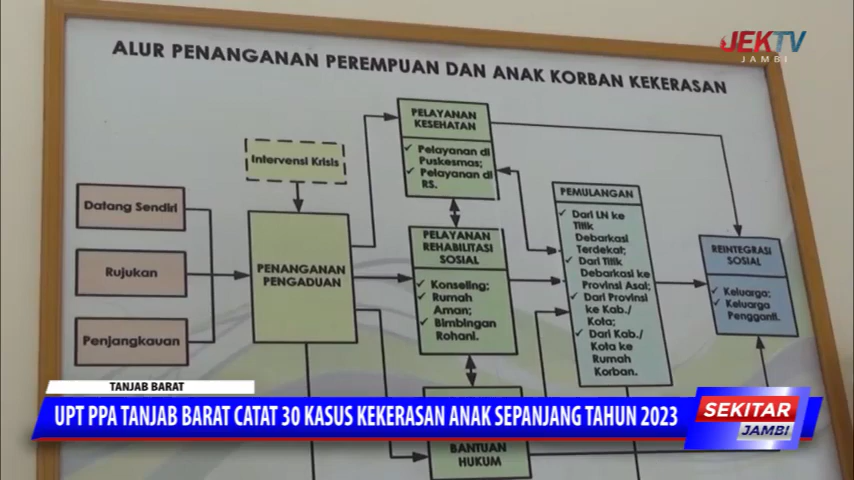 JEKTV
JAMBI
ALUR PENANGANAN PEREMPUAN DAN ANAK KORBAN KEKERASAN
Intervensi Krisis
Datang Sendiri
Rujukan
Penjangkauan
PENANGANAN
PENGADUAN
PELAYANAN
KESEHATAN
✓ Pelayanan di
Puskesmas;
✓ Pelayanan di
RS.
PELAYANAN
REHABILITASI
SOSIAL
✓ Konseling;
✓ Rumah
Aman;
✓ Bimbingan
Rohani.
BANTUAN
HUKUM
PEMULANGAN
✓ Dari LN ke
Titik
Debarkasi
Terdekat;
✓ Dari Titik
Debarkasi ke
Provinsi Asal;
✓ Dari Provinsi
ke Kab./
Kota;
✓ Dari Kab./
Kota ke
Rumah
Korban.
REINTEGRASI
SOSIAL
✓ Keluarga;
✓ Keluarga
Pengganti.
TANJAB BARAT
UPT PPA TANJAB BARAT CATAT 30 KASUS KEKERASAN ANAK SEPANJANG TAHUN 2023
SEKITAR
JAMBI